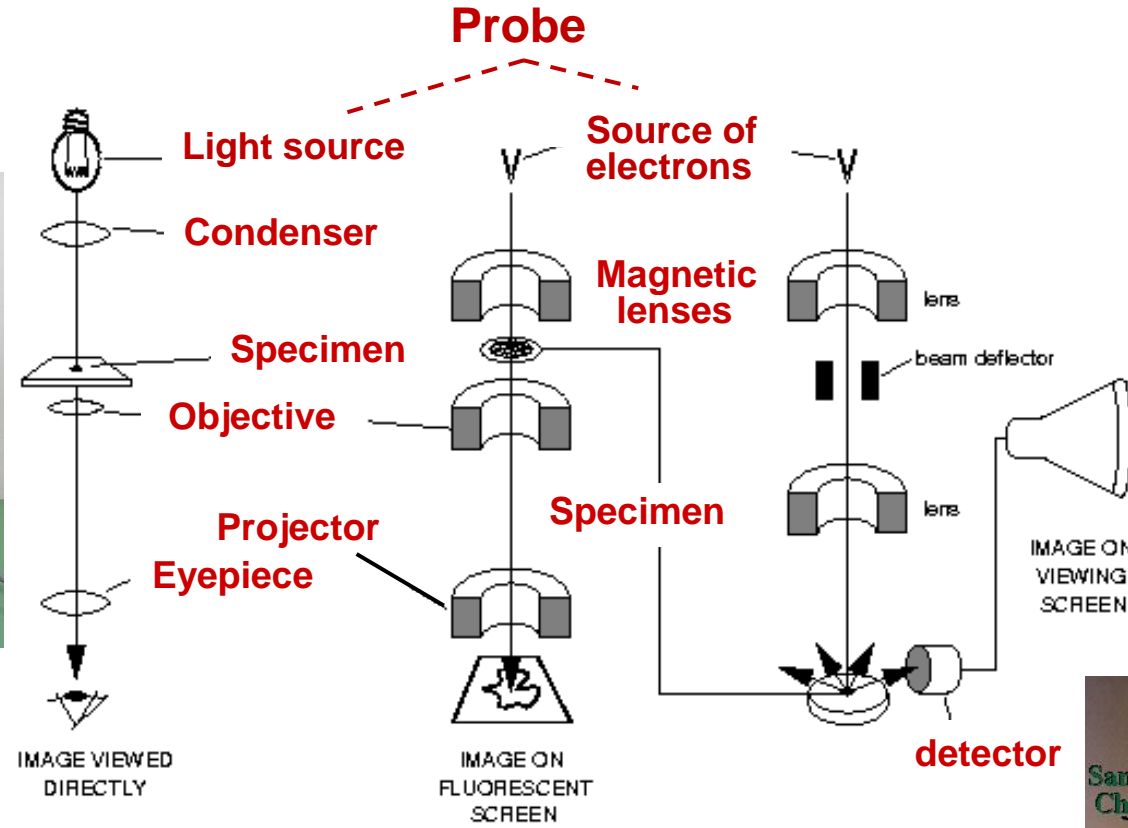 Probe
Light source
Source of
electrons
Condenser
Magnetic
lenses
lens
Specimen
beam deflector
Objective
Specimen
lens
Projector
Eyepiece
IMAGE ON
VIEWING
SCREEN
detector
IMAGE VIEWED
DIRECTLY
IMAGE ON
FLUORESCENT
SCREEN